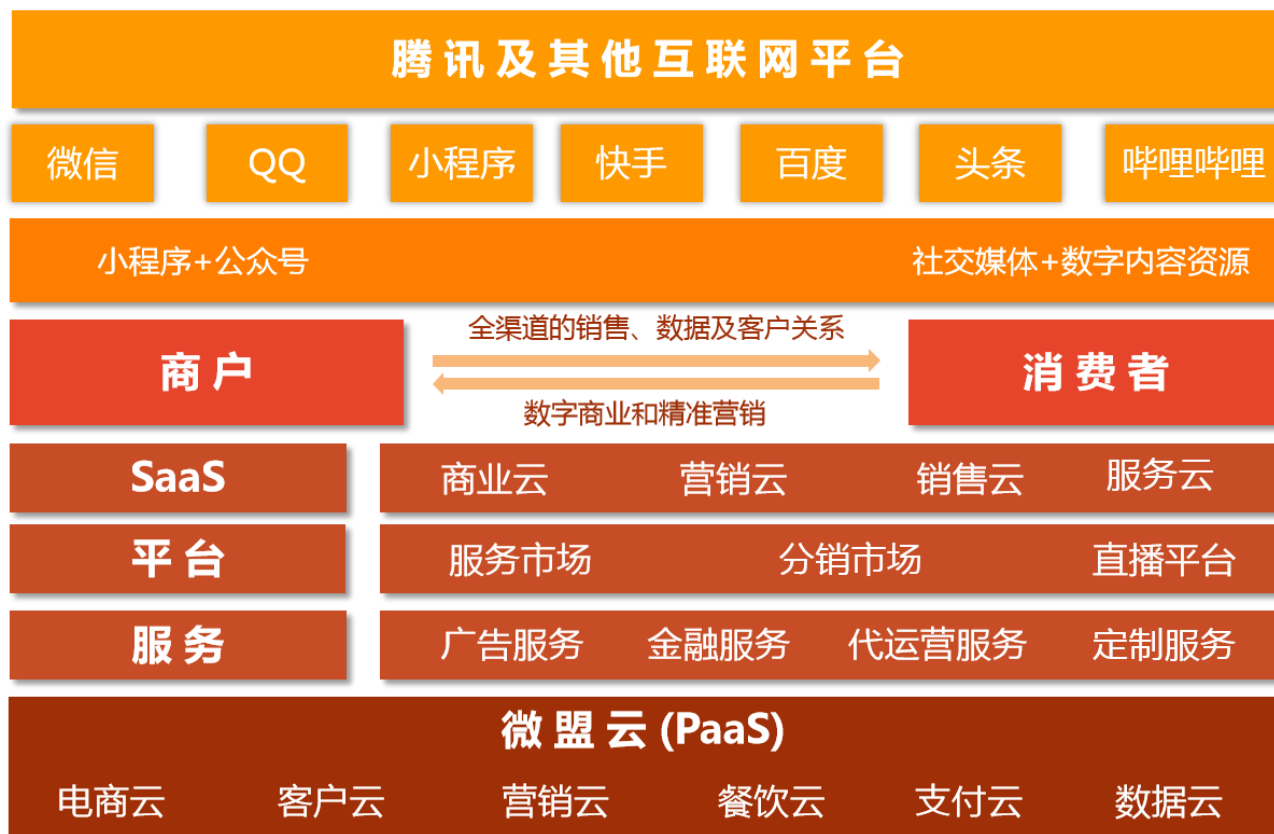 腾讯及其他互联网平台
微信 QQ 小程序 快手 百度 头条 哔哩哔哩
小程序+公众号 社交媒体+数字内容资源
全渠道的销售、数据及客户关系
商户 消费者
数字商业和精准营销
SaaS 商业云 营销云 销售云 服务云
平台 服务市场 分销市场 直播平台
服务 广告服务 金融服务 代运营服务 定制服务
微盟云(PaaS)
电商云 客户云 营销云 餐饮云 支付云 数据云